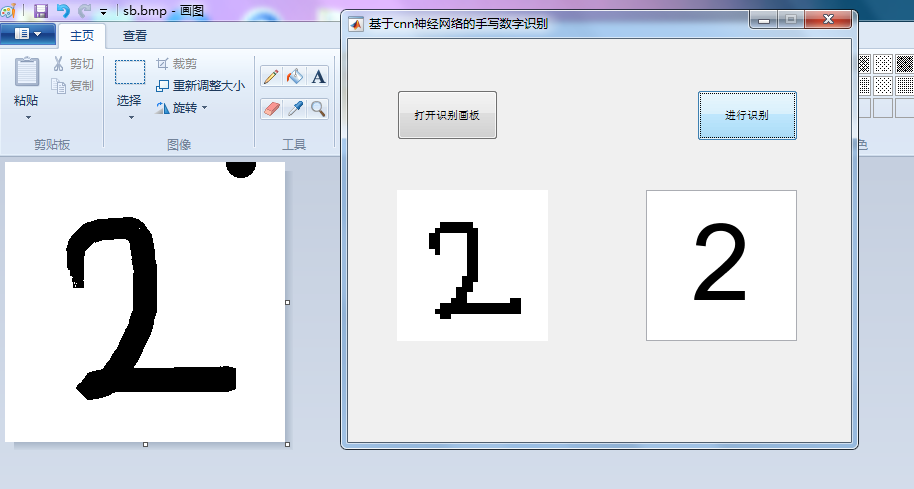 sb.bmp - 画图
主页 查看
粘贴
剪切
复制
剪贴板
选择
裁剪
重新调整大小
旋转
图像
A
工具
色
基于cnn神经网络的手写数字识别
打开识别画板
进行识别
2
2
2